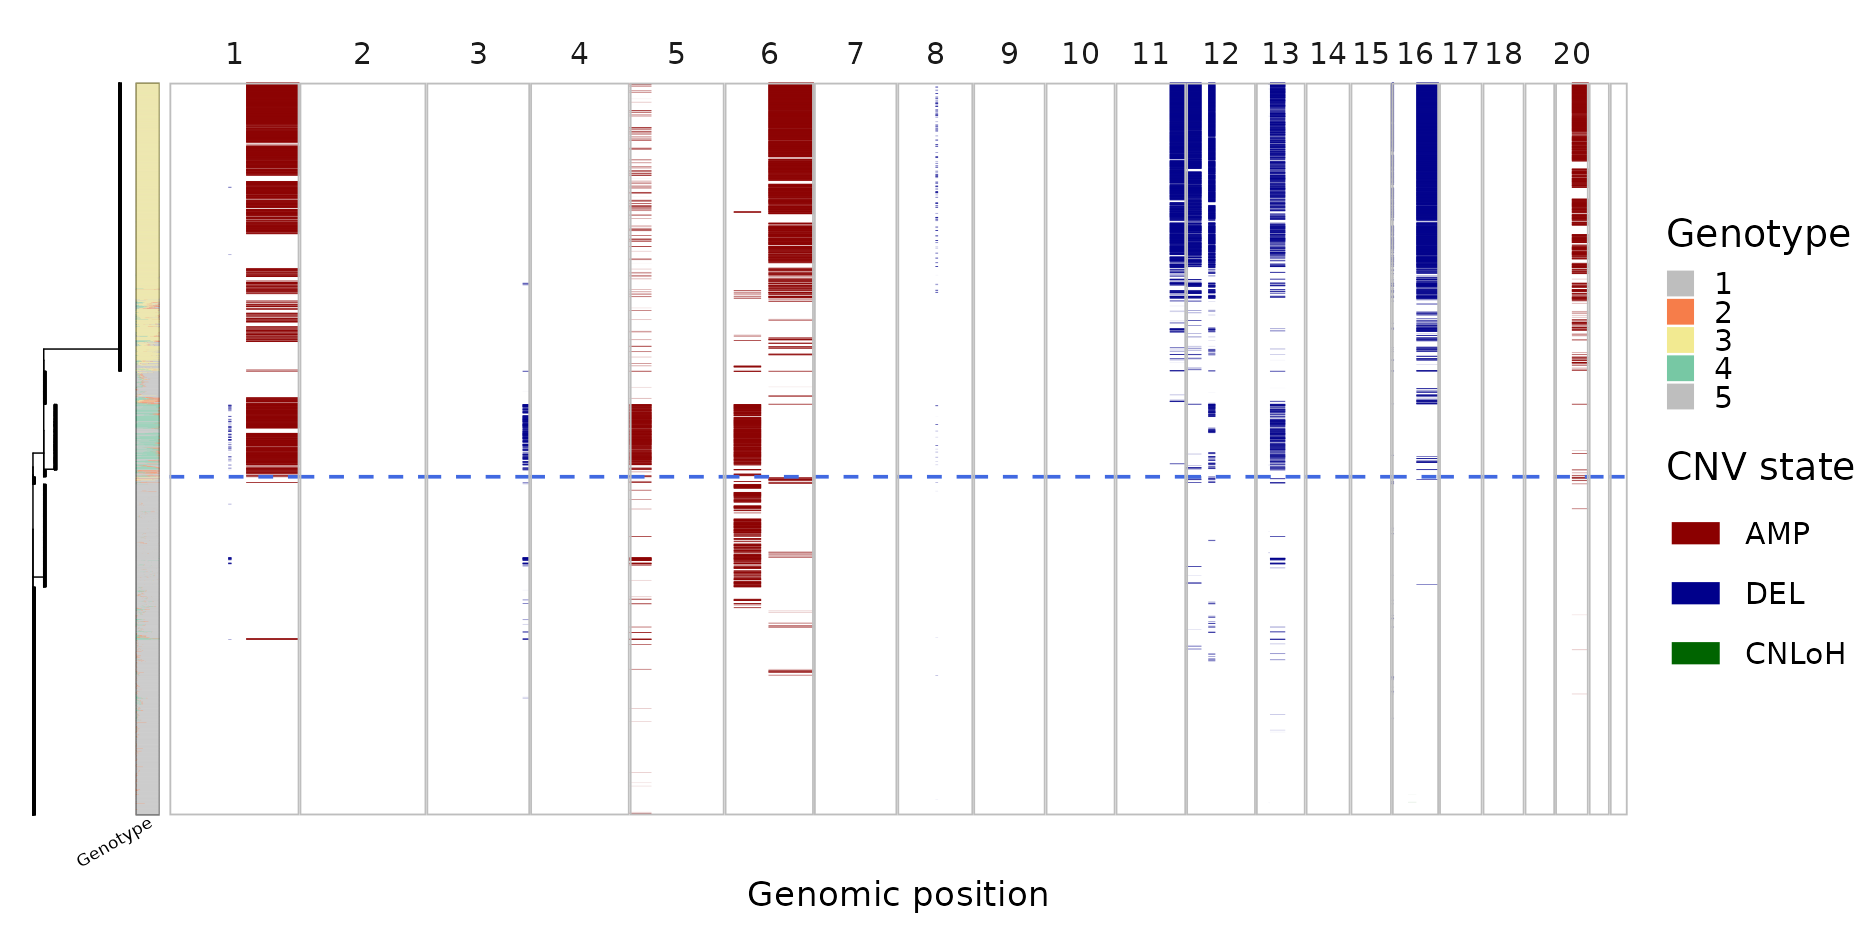 1 2 3 4 5 6 7 8 9 10 11 12 13 14 15 16 17 18 20
Genotype
1
2
3
4
5
CNV state
AMP
DEL
CNLoH
Genotype
Genomic position